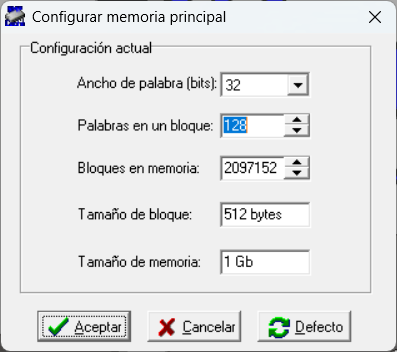 Configurar memoria principal
Configuración actual
Ancho de palabra (bits): 32
Palabras en un bloque: 128
Bloques en memoria: 2097152
Tamaño de bloque: 512 bytes
Tamaño de memoria: 1 Gb
Aceptar Cancelar Defecto